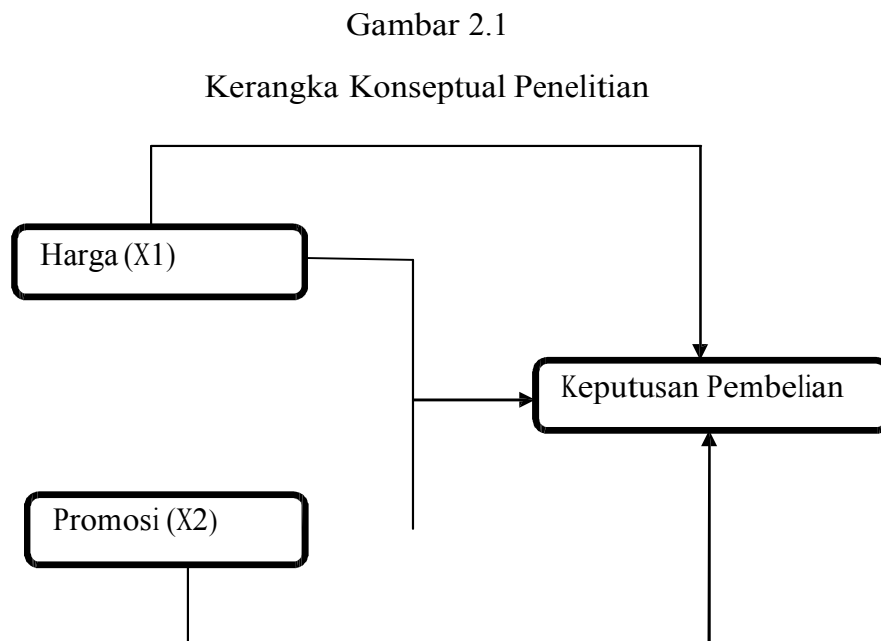 Gambar 2.1
Kerangka Konseptual Penelitian
Harga (X1)
Keputusan Pembelian
Promosi (X2)